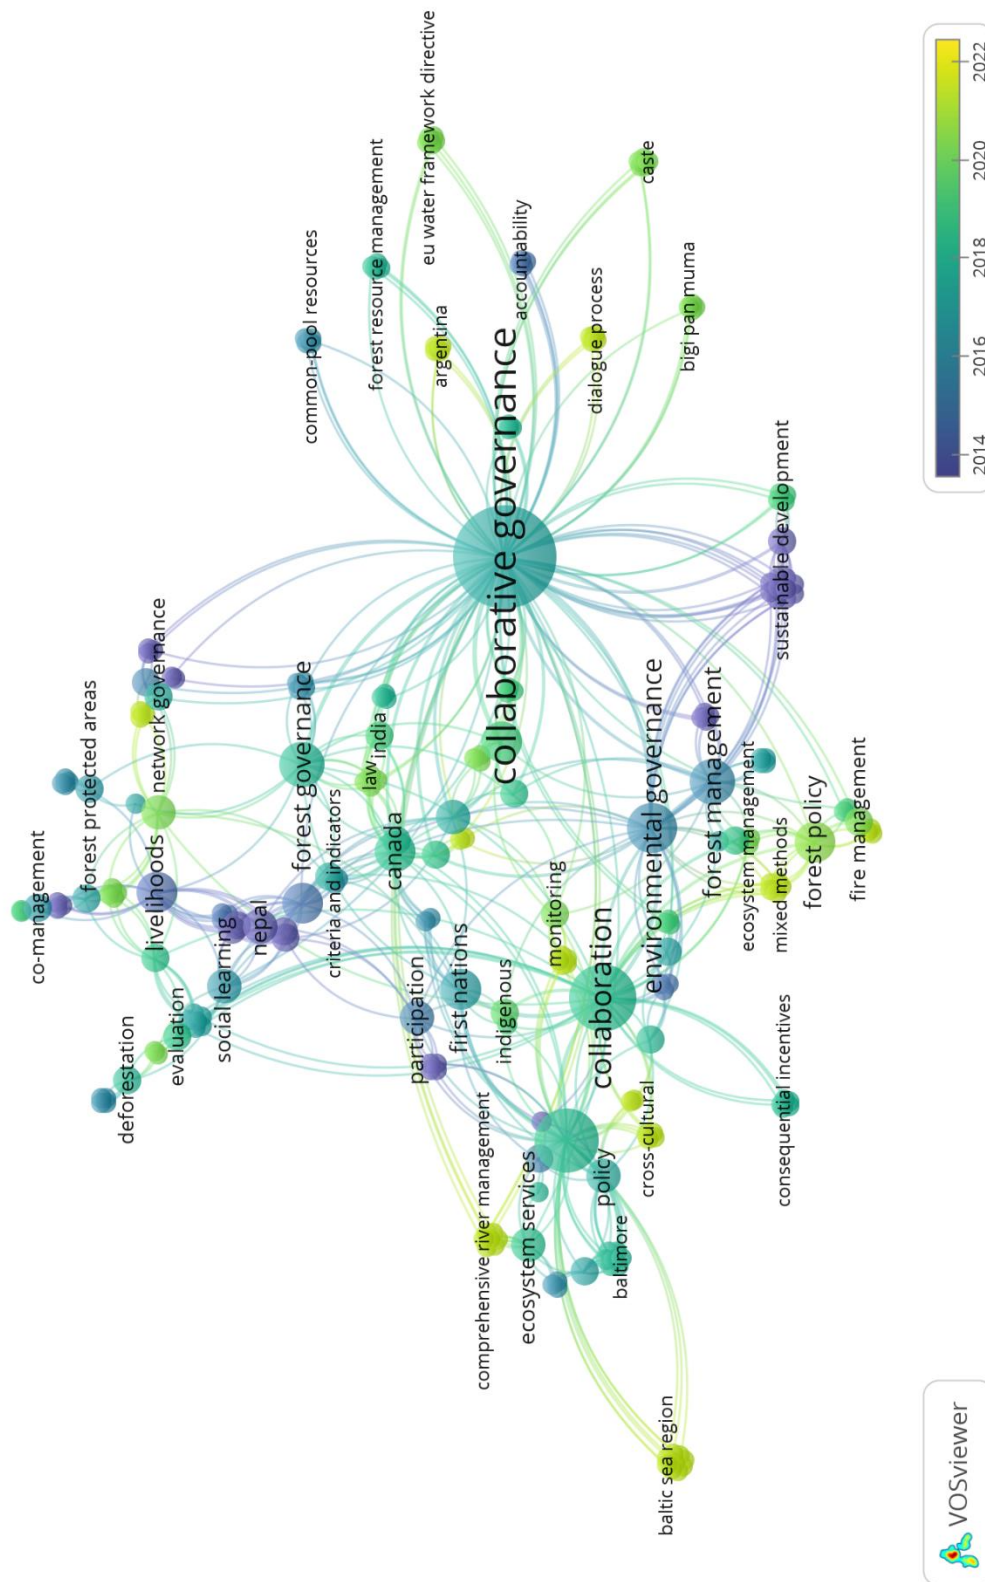 baltic sea region
comprehensive river management
ecosystem services
baltimore
policy
cross-cultural
consequential incentives
deforestation
evaluation
social learning
participation
first nations
indigenous
collaboration
monitoring
co-management
forest protected areas
livelihoods
nepal
network governance
criteria and indicators
forest governance
canada
law
india
environmental governance
forest management
ecosystem management
mixed methods
forest policy
fire management
sustainable development
collaborative governance
common-pool resources
forest resource management
argentina
eu water framework directive
accountability
dialogue process
bigi pan muma
caste
VOSviewer
2014
2016
2018
2020
2022